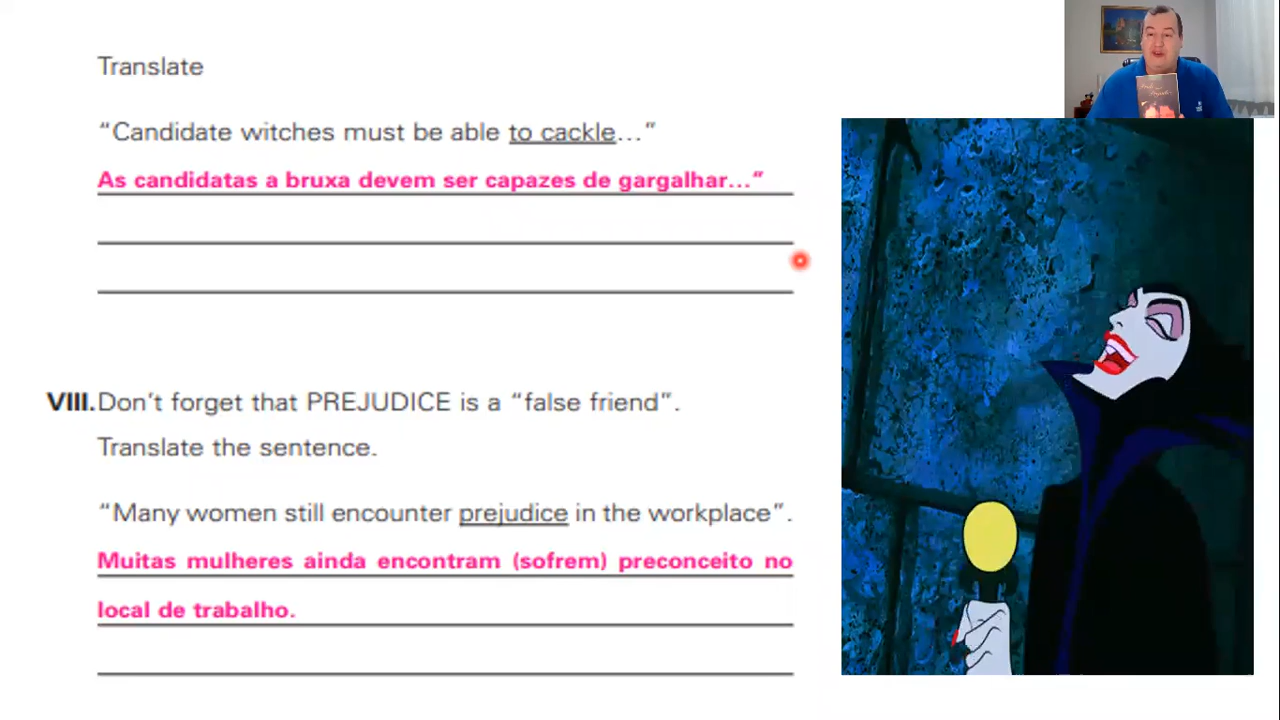 Translate
“Candidate witches must be able to cackle…”
As candidatas a bruxa devem ser capazes de gargalhar…”
VIII. Don’t forget that PREJUDICE is a “false friend”.
Translate the sentence.
“Many women still encounter prejudice in the workplace”.
Muitas mulheres ainda encontram (sofrem) preconceito no
local de trabalho.